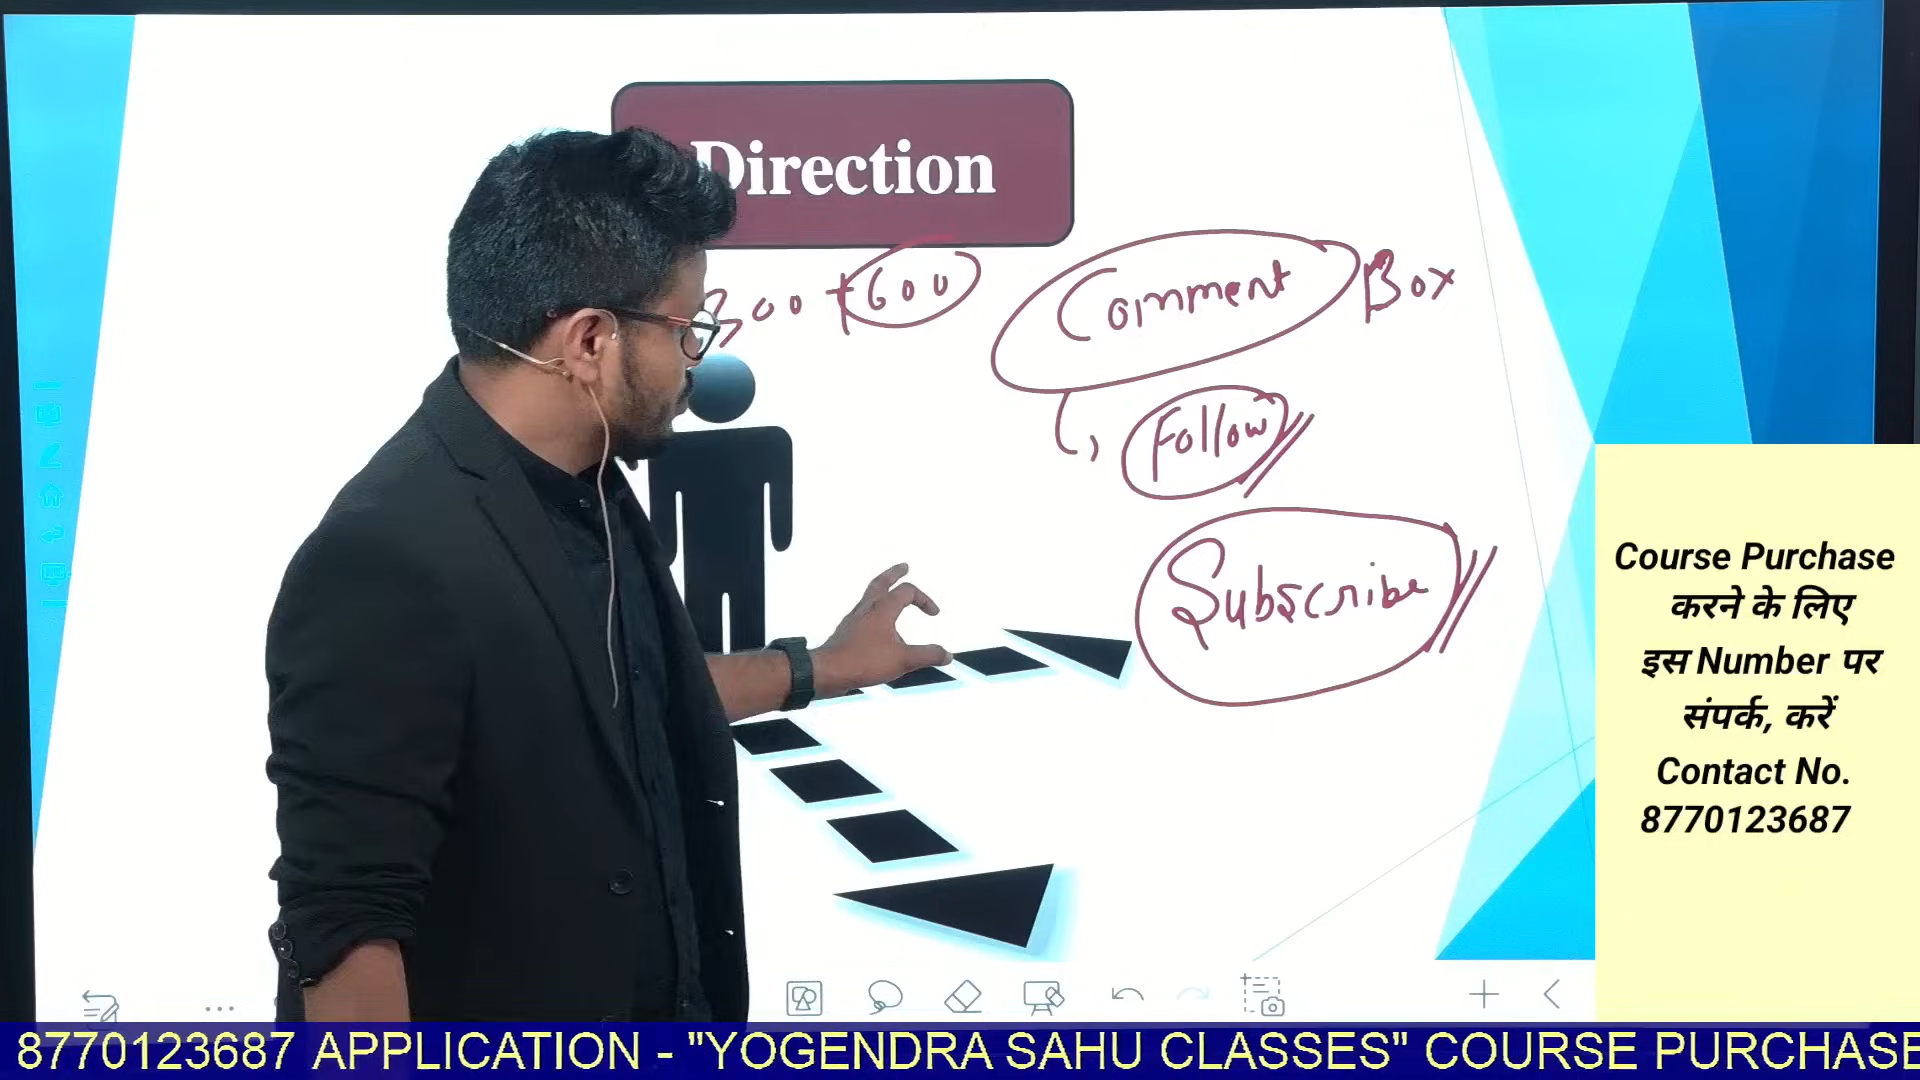 Direction
300 + 600
Comment Box
Follow
Subscribe
Course Purchase
करने के लिए
इस Number पर
संपर्क, करें
Contact No.
8770123687
8770123687 APPLICATION - "YOGENDRA SAHU CLASSES" COURSE PURCHASE